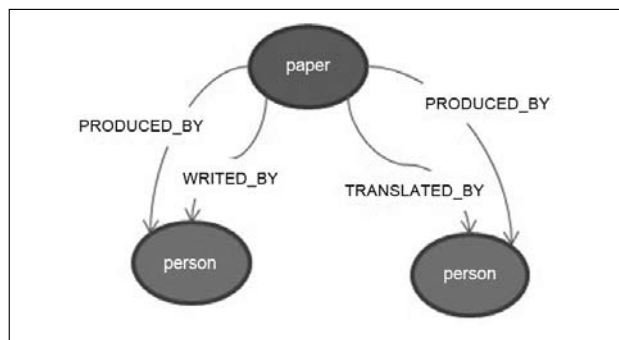 paper
PRODUCED_BY
PRODUCED_BY
WRITED_BY
TRANSLATED_BY
person
person